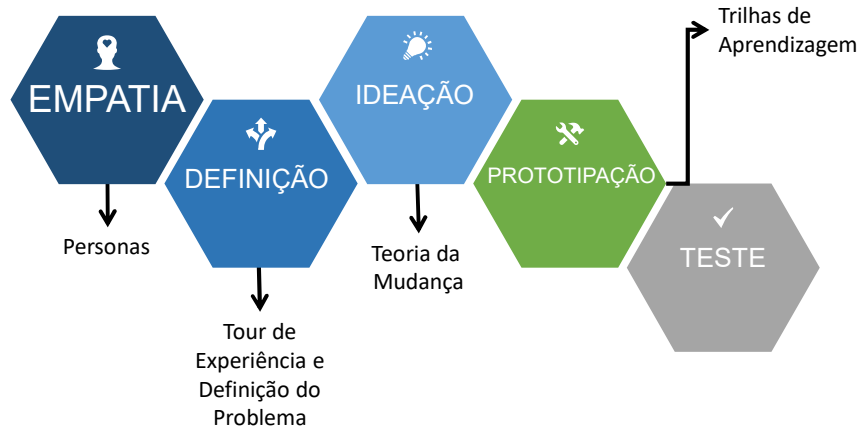 EMPATIA
Personas
DEFINIÇÃO
Tour de
Experiência e
Definição do
Problema
IDEAÇÃO
Teoria da
Mudança
PROTOTIPAÇÃO
Trilhas de
Aprendizagem
TESTE